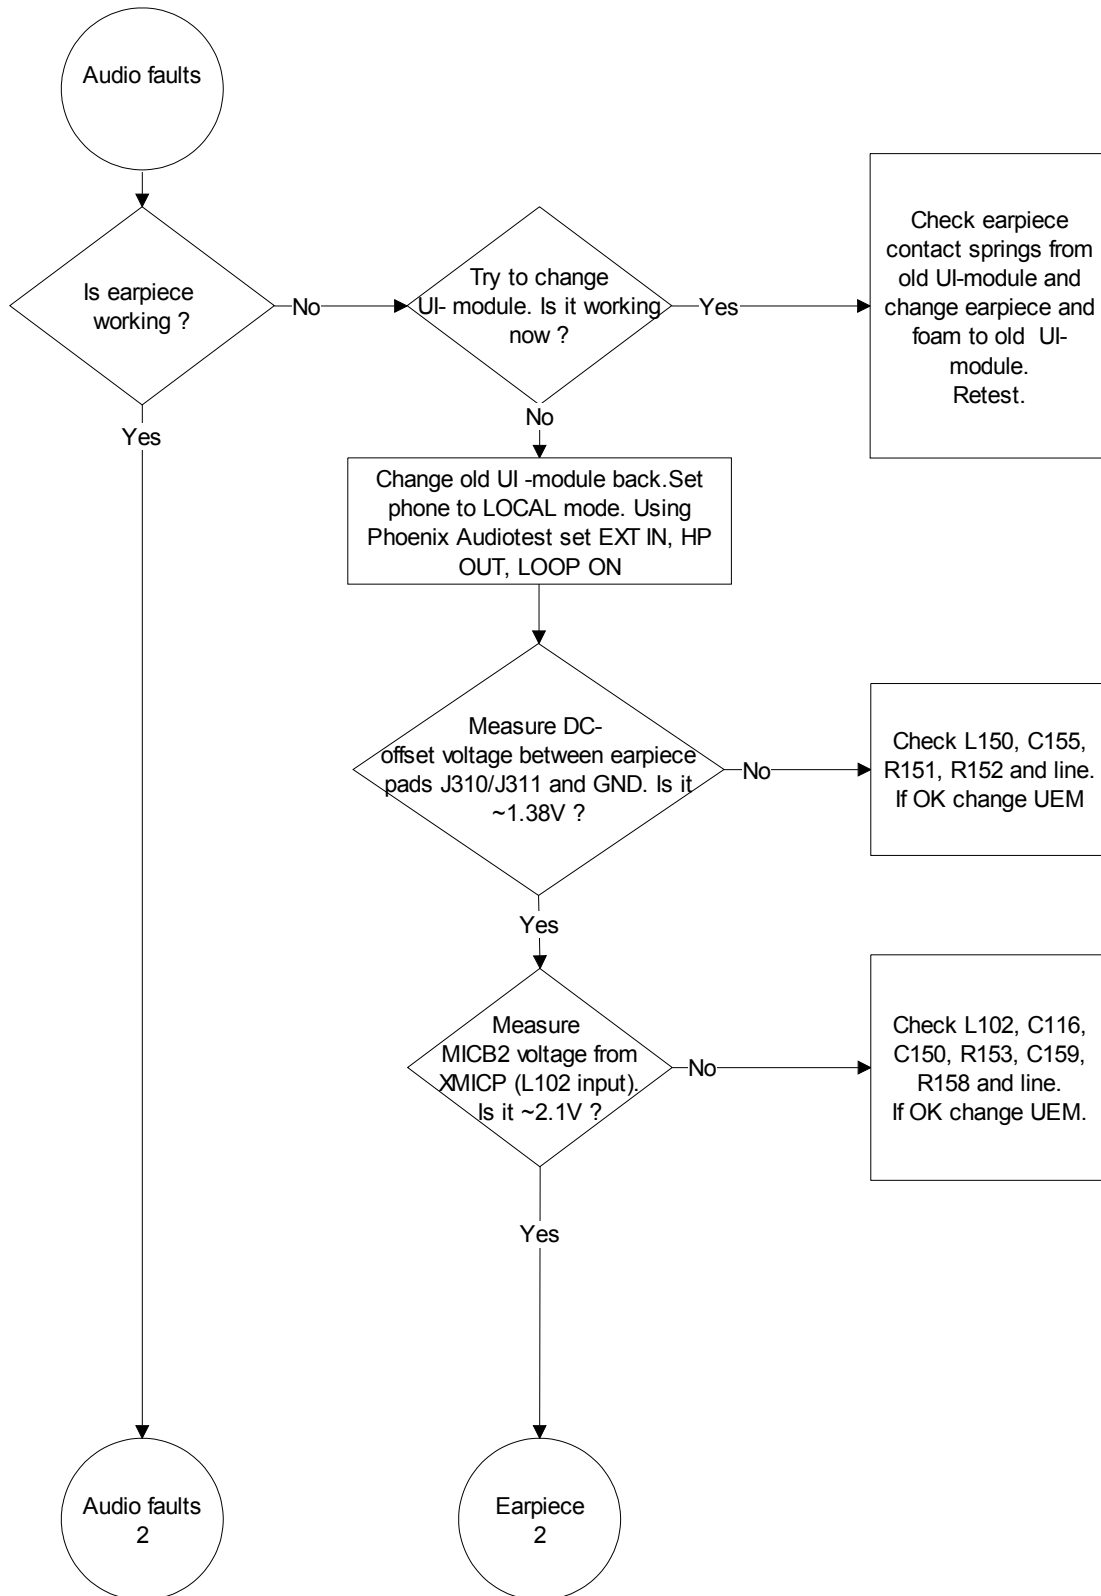 Audio faults
Is earpiece
working ?
No
Try to change
UI- module. Is it working
now ?
Yes
Check earpiece
contact springs from
old UI-module and
change earpiece and
foam to old  UI-
module.
Retest.
Yes
No
Change old UI -module back.Set
phone to LOCAL mode. Using
Phoenix Audiotest set EXT IN, HP
OUT, LOOP ON
Measure DC-
offset voltage between earpiece
pads J310/J311 and GND. Is it
~1.38V ?
No
Check L150, C155,
R151, R152 and line.
If OK change UEM
Yes
Measure
MICB2 voltage from
XMICP (L102 input).
Is it ~2.1V ?
No
Check L102, C116,
C150, R153, C159,
R158 and line.
If OK change UEM.
Yes
Audio faults
2
Earpiece
2